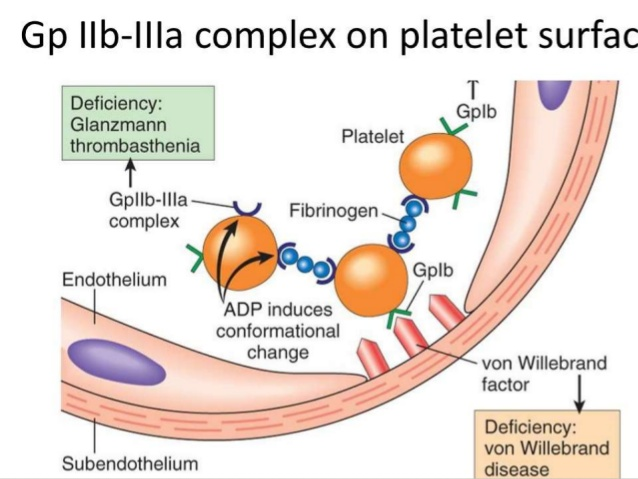 Gp IIb-IIIa complex on platelet surfac
Deficiency:
Glanzmann
thrombasthenia
GpIb
Platelet
GpIIb-IIIa
complex
Fibrinogen
Endothelium
GpIb
ADP induces
conformational
change
von Willebrand
factor
Deficiency:
von Willebrand
disease
Subendothelium